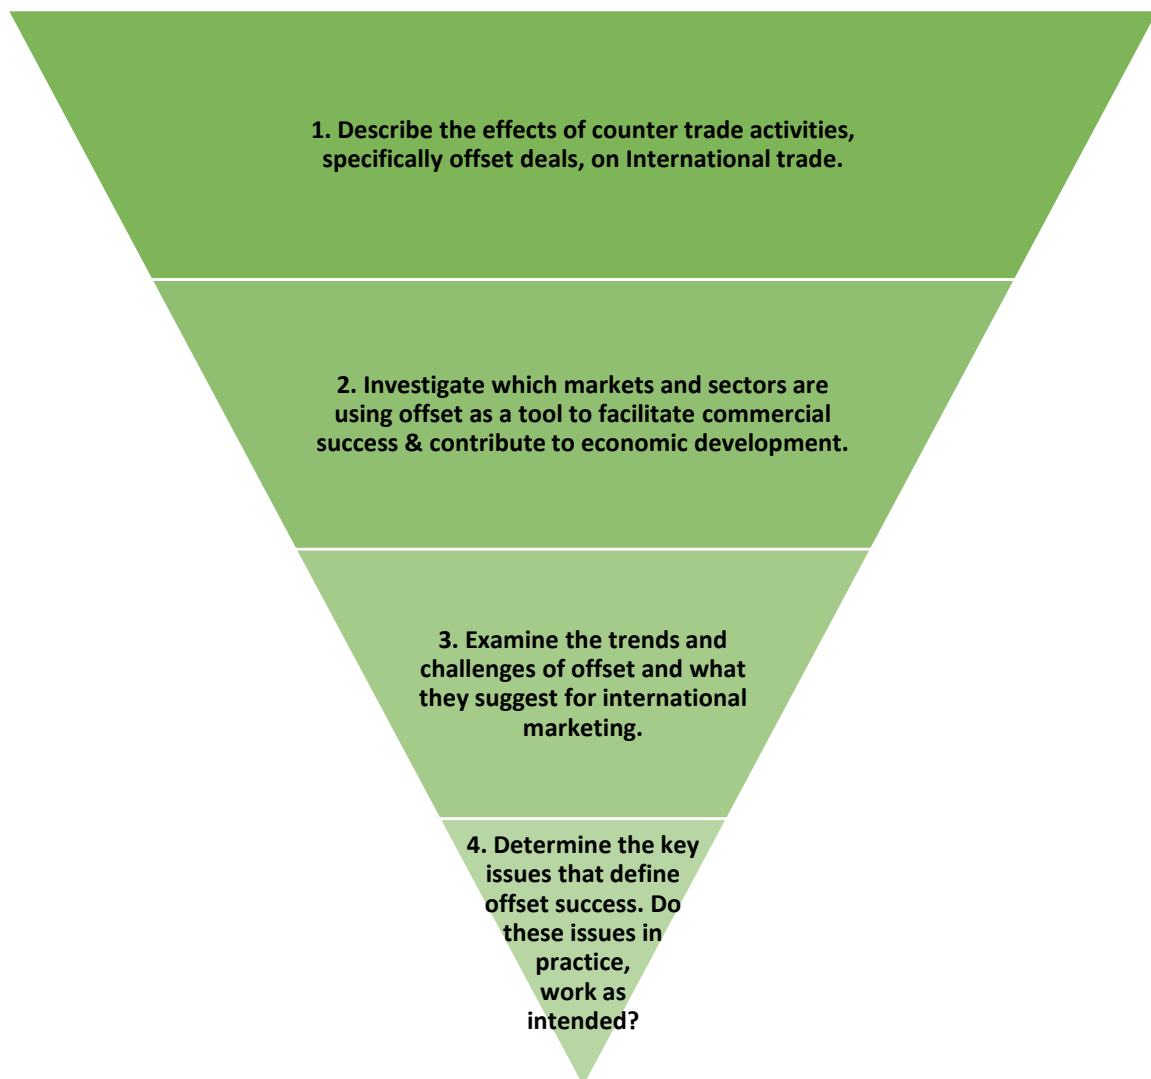 1. Describe the effects of counter trade activities,
specifically offset deals, on International trade.
2. Investigate which markets and sectors are
using offset as a tool to facilitate commercial
success & contribute to economic development.
3. Examine the trends and
challenges of offset and what
they suggest for international
marketing.
4. Determine the key
issues that define
offset success. Do
these issues in
practice,
work as
intended?